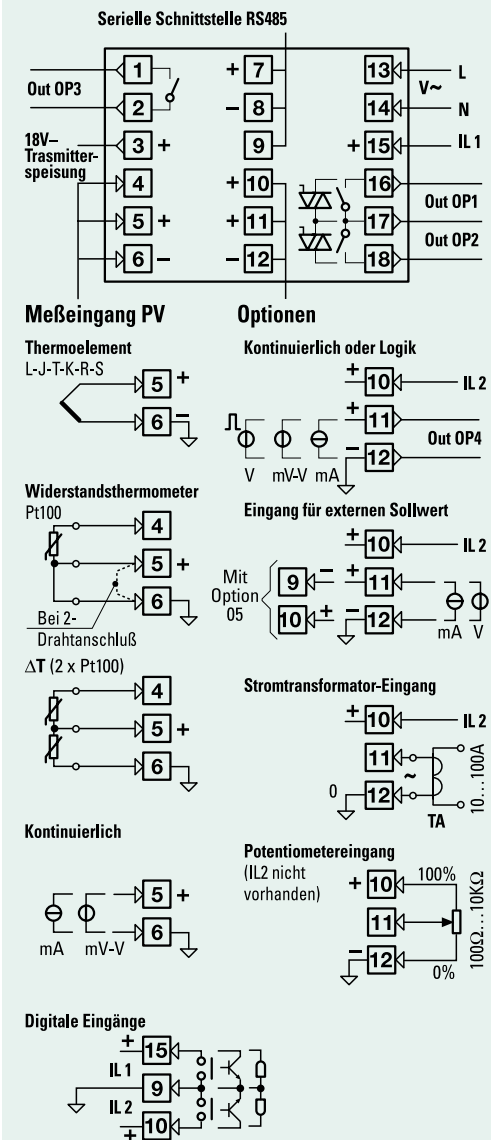 Serielle Schnittstelle RS485
1 + 7 13 L
Out OP3 V~
2 – 8 14 N
18V– 3 + 9 + 15 IL 1
Trasmitter-
speisung
4 + 10 16
Out OP1
5 + + 11 17
Out OP2
6 – – 12 18
Meßeingang PV
Thermoelement
L-J-T-K-R-S
5 +
6 –
Widerstandsthermometer
Pt100
4
5 +
6
Bei 2-
Drahtanschluß
ΔT (2 x Pt100)
4
5 +
6
Kontinuierlich
5 +
6
mA mV-V
Digitale Eingänge
+ 15
IL 1
9
IL 2
10
+
Optionen
Kontinuierlich oder Logik
+ 10 IL 2
+ 11
Out OP4
– 12
V mV-V mA
Eingang für externen Sollwert
+ 10 IL 2
Mit
Option
05
9 – + 11
10 + – 12
mA V
Stromtransformator-Eingang
+ 10 IL 2
11
~
0 12
TA
10...100A
Potentiometereingang
(IL2 nicht
vorhanden)
+ 10 100%
11
– 12
0%
100Ω...10KΩ